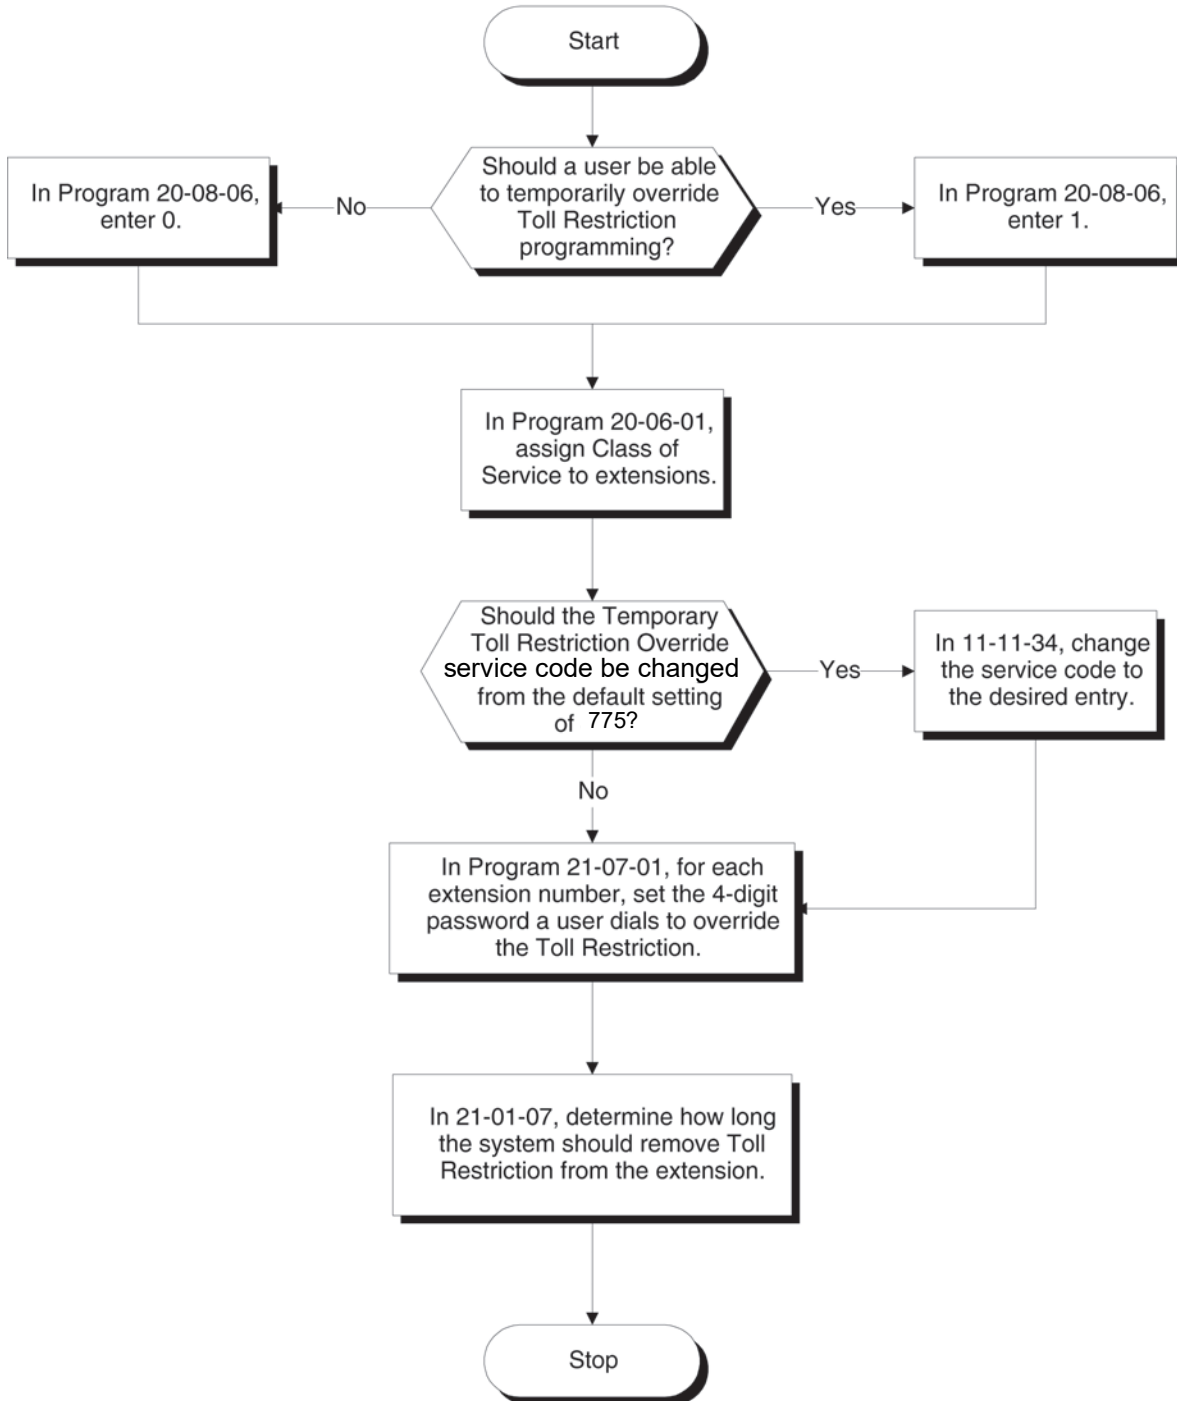 Start
Should a user be able
to temporarily override
Toll Restriction
programming?
No
Yes
In Program 20-08-06,
enter 0.
In Program 20-08-06,
enter 1.
In Program 20-06-01,
assign Class of
Service to extensions.
Should the Temporary
Toll Restriction Override
service code be changed
from the default setting
of 775?
Yes
In 11-11-34, change
the service code to
the desired entry.
No
In Program 21-07-01, for each
extension number, set the 4-digit
password a user dials to override
the Toll Restriction.
In 21-01-07, determine how long
the system should remove Toll
Restriction from the extension.
Stop